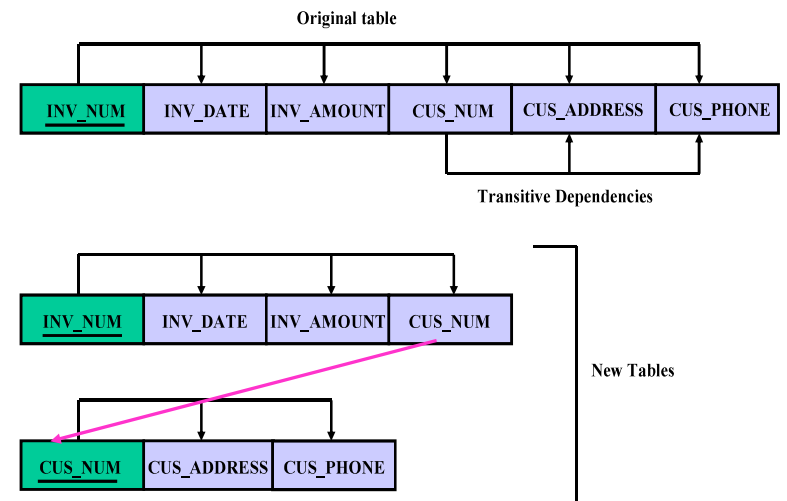 Original table
INV_NUM INV_DATE INV_AMOUNT CUS_NUM CUS_ADDRESS CUS_PHONE
Transitive Dependencies
INV_NUM INV_DATE INV_AMOUNT CUS_NUM
New Tables
CUS_NUM CUS_ADDRESS CUS_PHONE